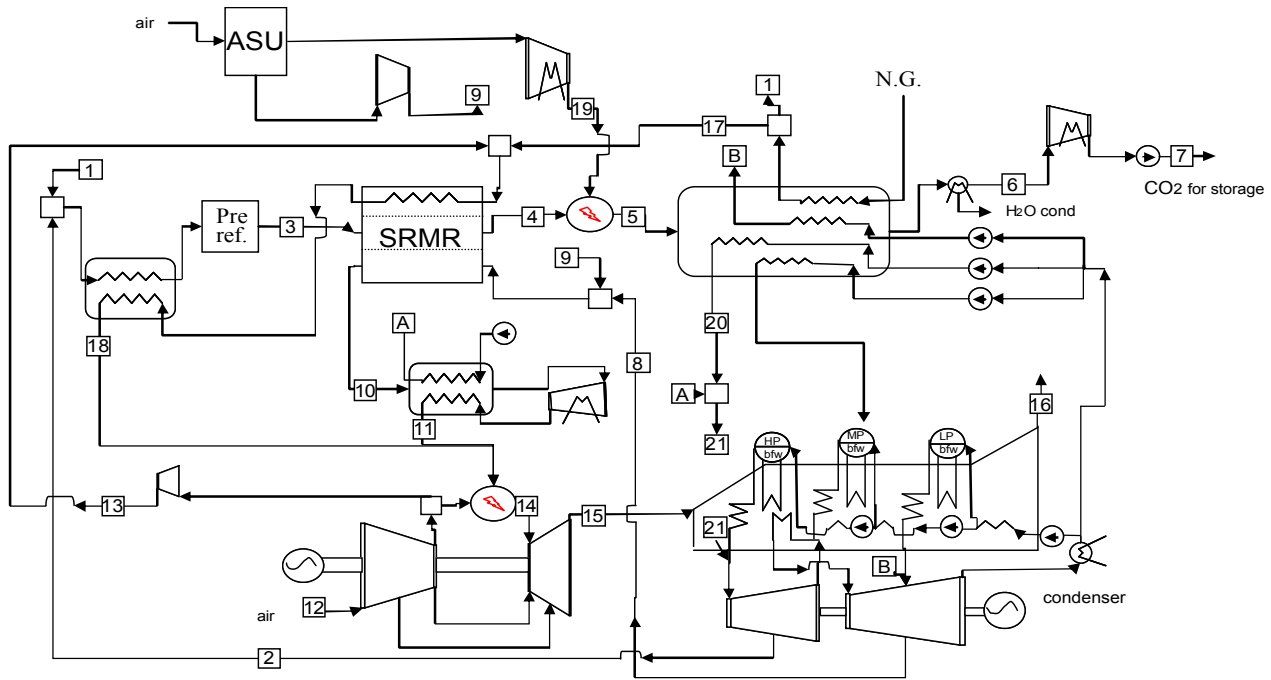 air
ASU
9
19
N.G.
1
17
B
7
6
CO2 for storage
H2O cond
1
Pre
ref.
3
SRMR
4
5
9
18
A
20
8
10
A
16
21
11
HP
bfw
MP
bfw
LP
bfw
13
14
15
21
B
12
air
condenser
2